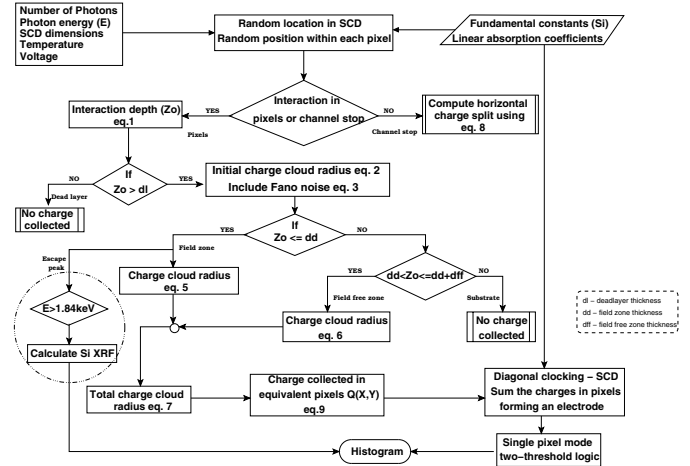 Number of Photons
Photon energy (E)
SCD dimensions
Temperature
Voltage
Random location in SCD
Random position within each pixel
Fundamental constants (Si)
Linear absorption coefficients
Interaction in
pixels or channel stop
YES
Pixels
NO
Channel stop
Compute horizontal
charge split using
eq. 8
Interaction depth (Zo)
eq.1
If
Zo > dl
NO
Dead layer
YES
No charge
collected
Initial charge cloud radius eq. 2
Include Fano noise eq. 3
If
Zo <= dd
YES
Field zone
NO
Escape
peak
Charge cloud radius
eq. 5
dd<Zo<=dd+dff
YES
Field free zone
NO
Substrate
E>1.84keV
Charge cloud radius
eq. 6
No charge
collected
dl – deadlayer thickness
dd – field zone thickness
dff – field free zone thickness
Calculate Si XRF
Total charge cloud
radius eq. 7
Charge collected in
equivalent pixels Q(X,Y)
eq.9
Diagonal clocking – SCD
Sum the charges in pixels
forming an electrode
Histogram
Single pixel mode
two–threshold logic